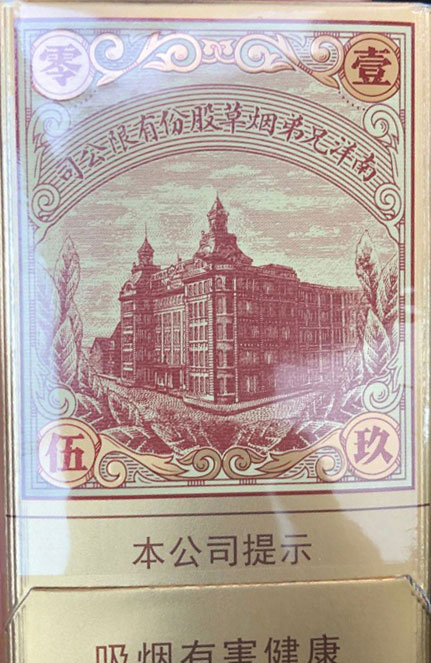 零 壹
司公限有份股草烟弟兄洋南
伍 玖
本公司提示
吸烟有害健康